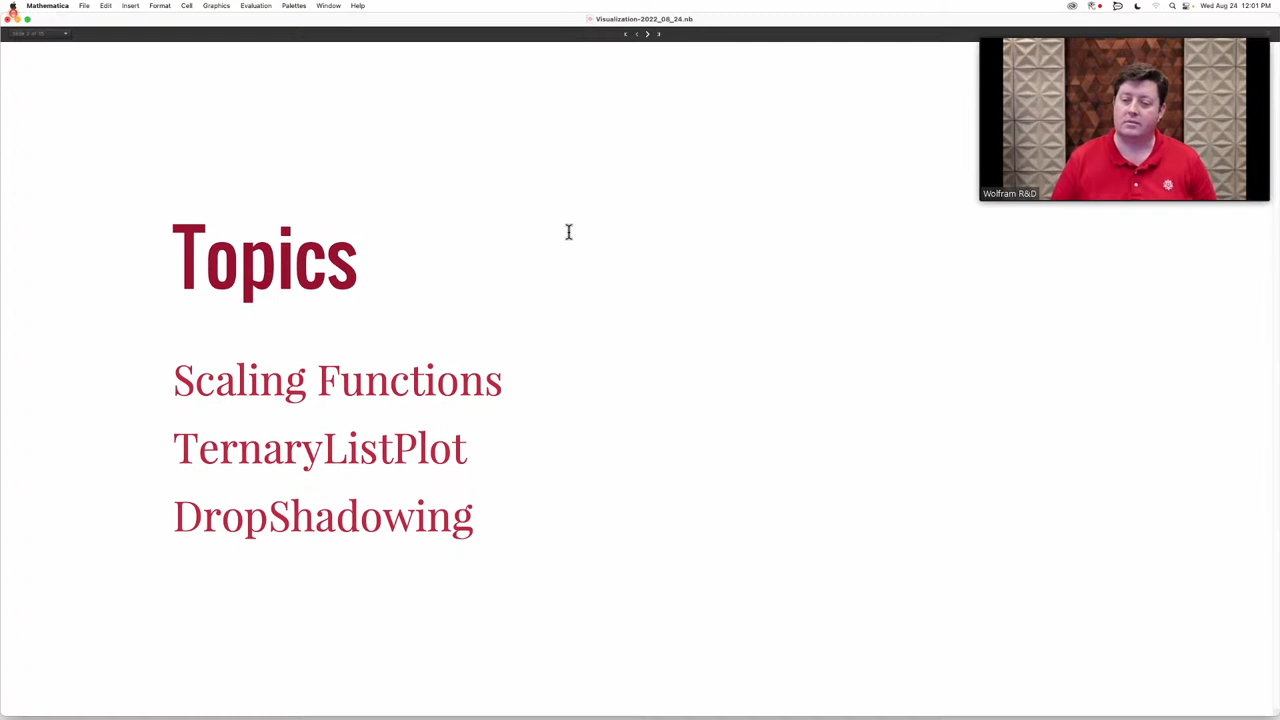 Mathematica File Edit Insert Format Cell Graphics Evaluation Palettes Window Help Wed Aug 24 12:01 PM
Visualization-2022_08_24.nb
Wolfram R&D
Topics
Scaling Functions
TernaryListPlot
DropShadowing